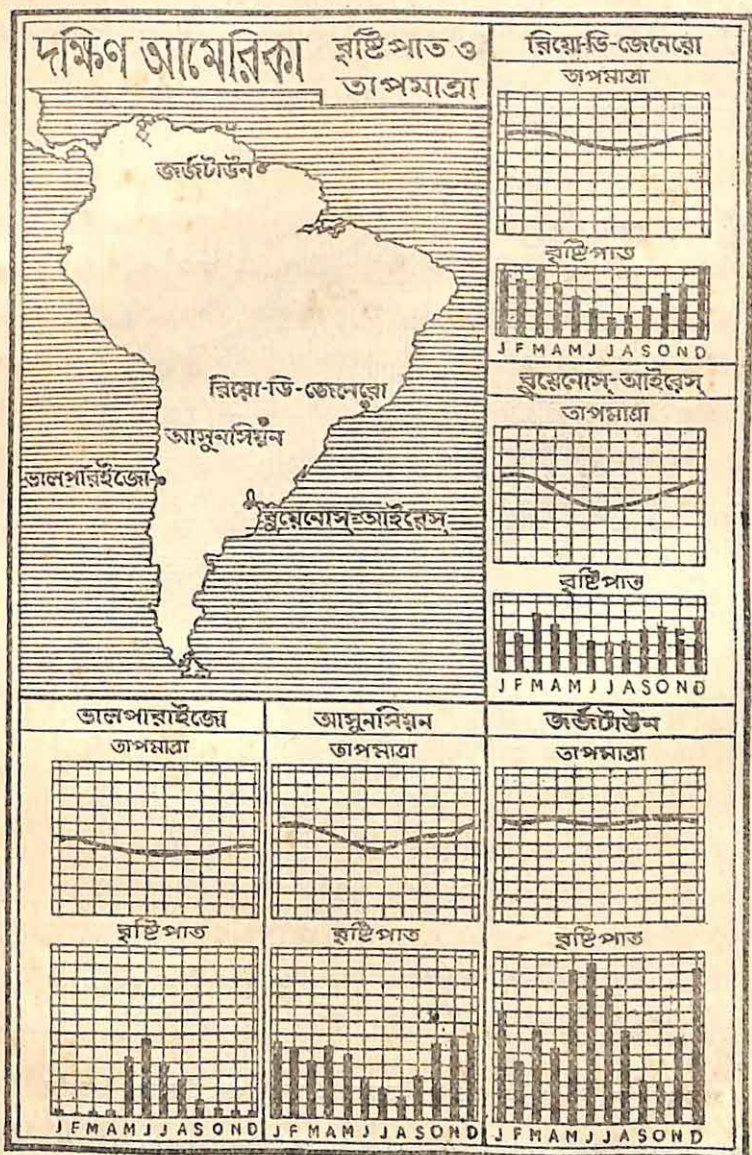 দক্ষিণ আমেরিকা
বৃষ্টিপাত ও
তাপমাত্রা
জর্জটাউন
রিয়ো-ডি-জেনেরো
আসুনসিয়ন
ভালপারইজো
বুয়েনোস্-আইরেস্
রিয়ো-ডি-জেনেরো
তাপমাত্রা
বৃষ্টিপাত
J F M A M J J A S O N D
বুয়েনোস্-আইরেস্
তাপমাত্রা
বৃষ্টিপাত
J F M A M J J A S O N D
ভালপারাইজো
তাপমাত্রা
বৃষ্টিপাত
J F M A M J J A S O N D
আসুনসিয়ন
তাপমাত্রা
বৃষ্টিপাত
J F M A M J J A S O N D
জর্জটাউন
তাপমাত্রা
বৃষ্টিপাত
J F M A M J J A S O N D